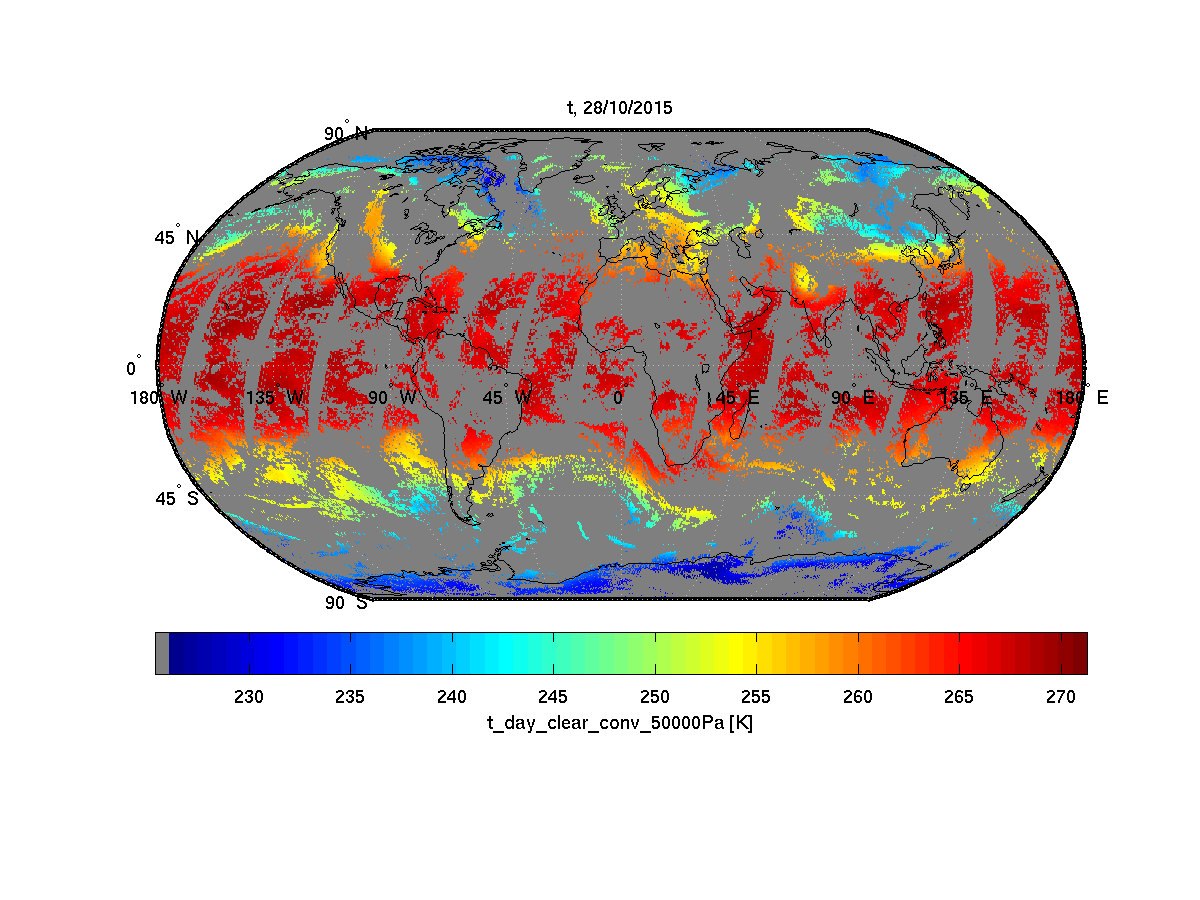 t, 28/10/2015
90° N
45° N
0°
180° W 135° W 90° W 45° W 0° 45° E 90° E 135° E 180° E
45° S
90° S
230 235 240 245 250 255 260 265 270
t_day_clear_conv_50000Pa [K]